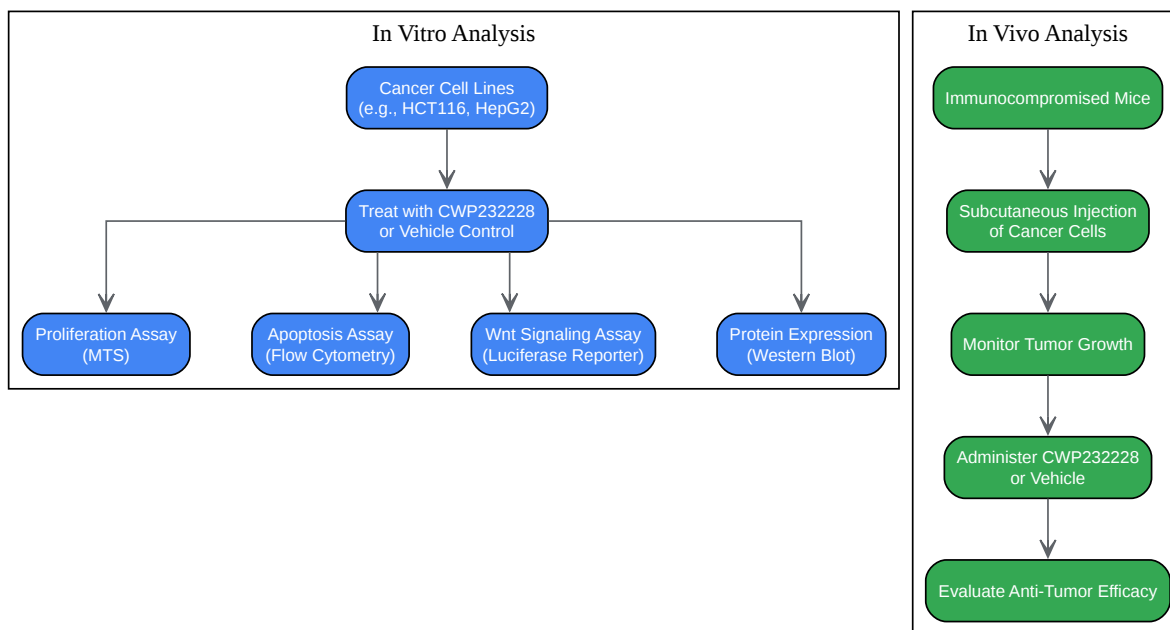 In Vitro Analysis
Cancer Cell Lines
(e.g., HCT116, HepG2)
Treat with CWP232228
or Vehicle Control
Proliferation Assay
(MTS)
Apoptosis Assay
(Flow Cytometry)
Wnt Signaling Assay
(Luciferase Reporter)
Protein Expression
(Western Blot)
In Vivo Analysis
Immunocompromised Mice
Subcutaneous Injection
of Cancer Cells
Monitor Tumor Growth
Administer CWP232228
or Vehicle
Evaluate Anti-Tumor Efficacy